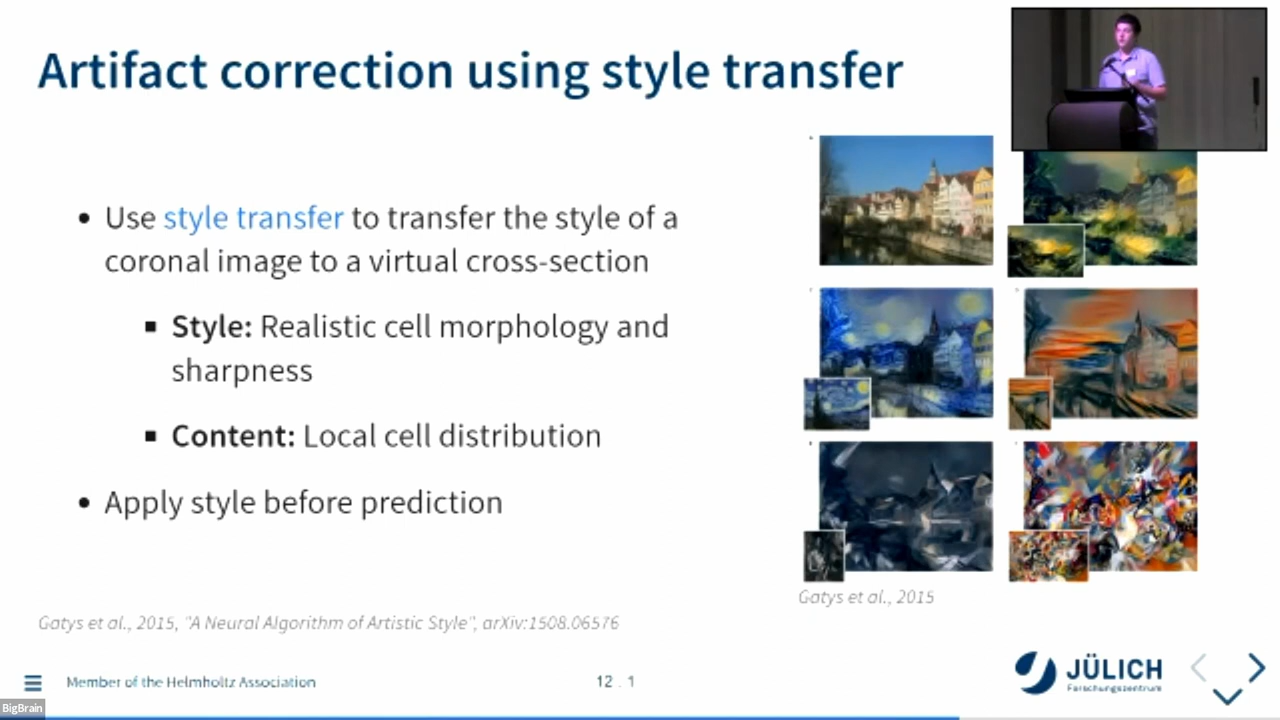 Artifact correction using style transfer
• Use style transfer to transfer the style of a
coronal image to a virtual cross-section
▪ Style: Realistic cell morphology and
sharpness
▪ Content: Local cell distribution
• Apply style before prediction
Gatys et al., 2015
Gatys et al., 2015, "A Neural Algorithm of Artistic Style", arXiv:1508.06576
Member of the Helmholtz Association
12 . 1
JÜLICH
Forschungszentrum
BigBrain